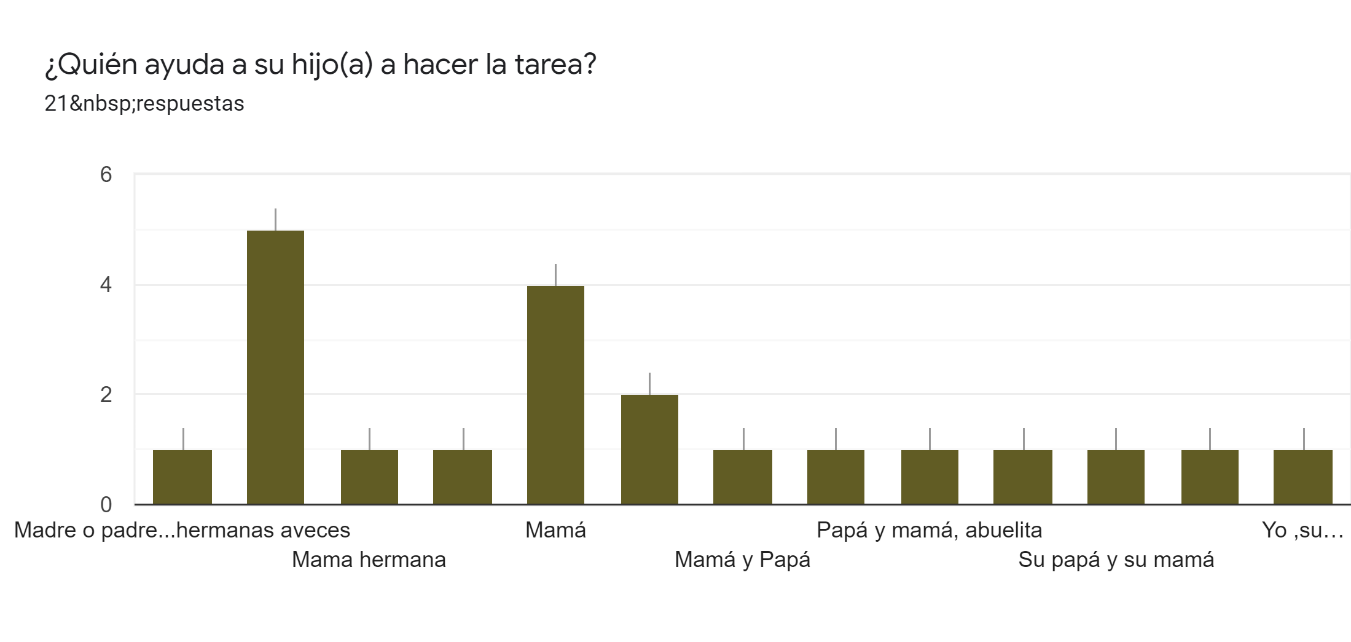 ¿Quién ayuda a su hijo(a) a hacer la tarea?
21&nbsp;respuestas
6
4
2
0
Madre o padre...hermanas aveces
Mama hermana
Mamá
Mamá y Papá
Papá y mamá, abuelita
Su papá y su mamá
Yo ,su…